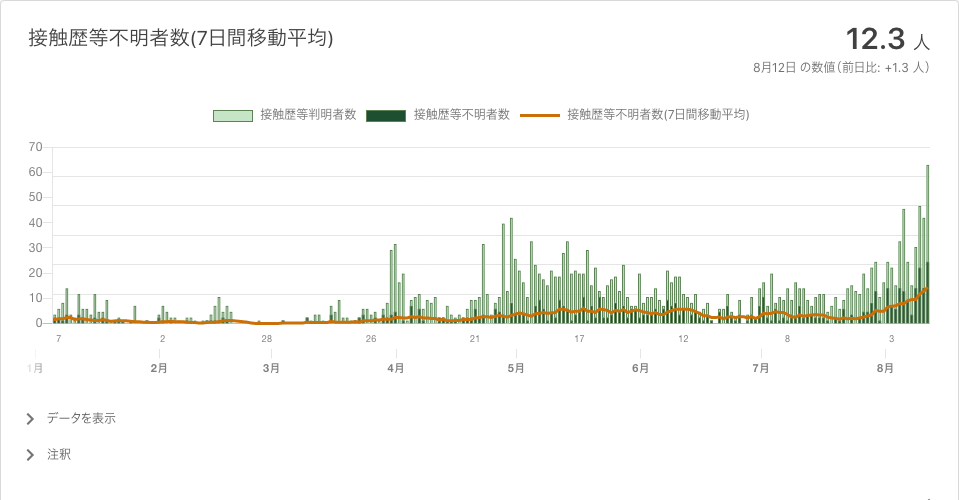 接触歴等不明者数(7日間移動平均)
12.3 人
8月12日 の数値（前日比: +1.3 人）
接触歴等判明者数 接触歴等不明者数 接触歴等不明者数(7日間移動平均)
70
60
50
40
30
20
10
0
7 2 28 26 21 17 12 8 3
1月 2月 3月 4月 5月 6月 7月 8月
データを表示
注釈